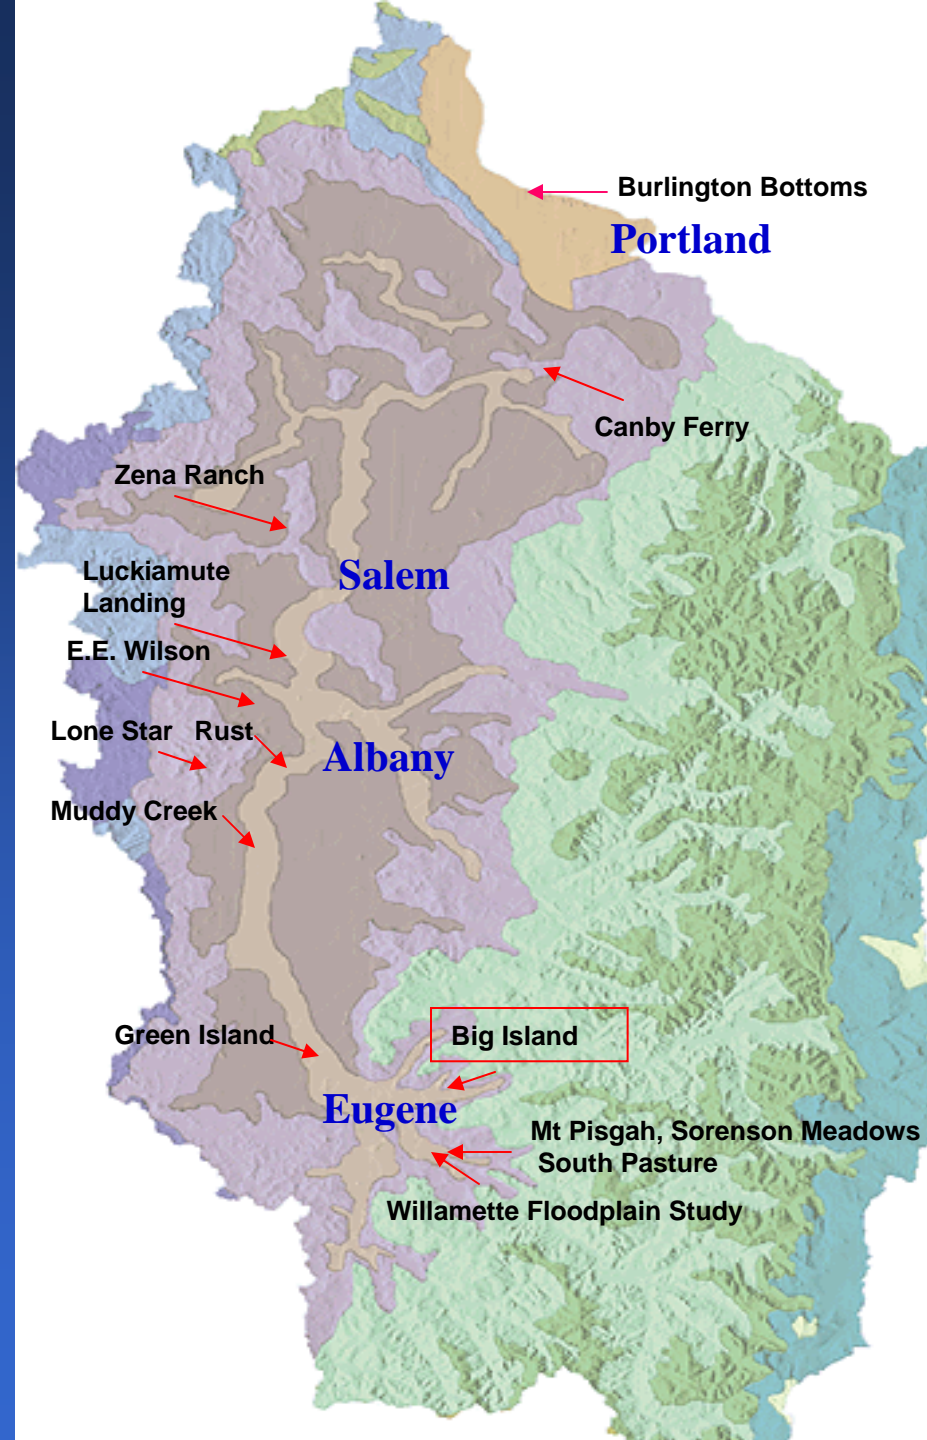 Burlington Bottoms
Portland
Canby Ferry
Zena Ranch
Salem
Luckiamute
Landing
E.E. Wilson
Lone Star Rust
Albany
Muddy Creek
Green Island
Big Island
Eugene
Mt Pisgah, Sorenson Meadows
South Pasture
Willamette Floodplain Study